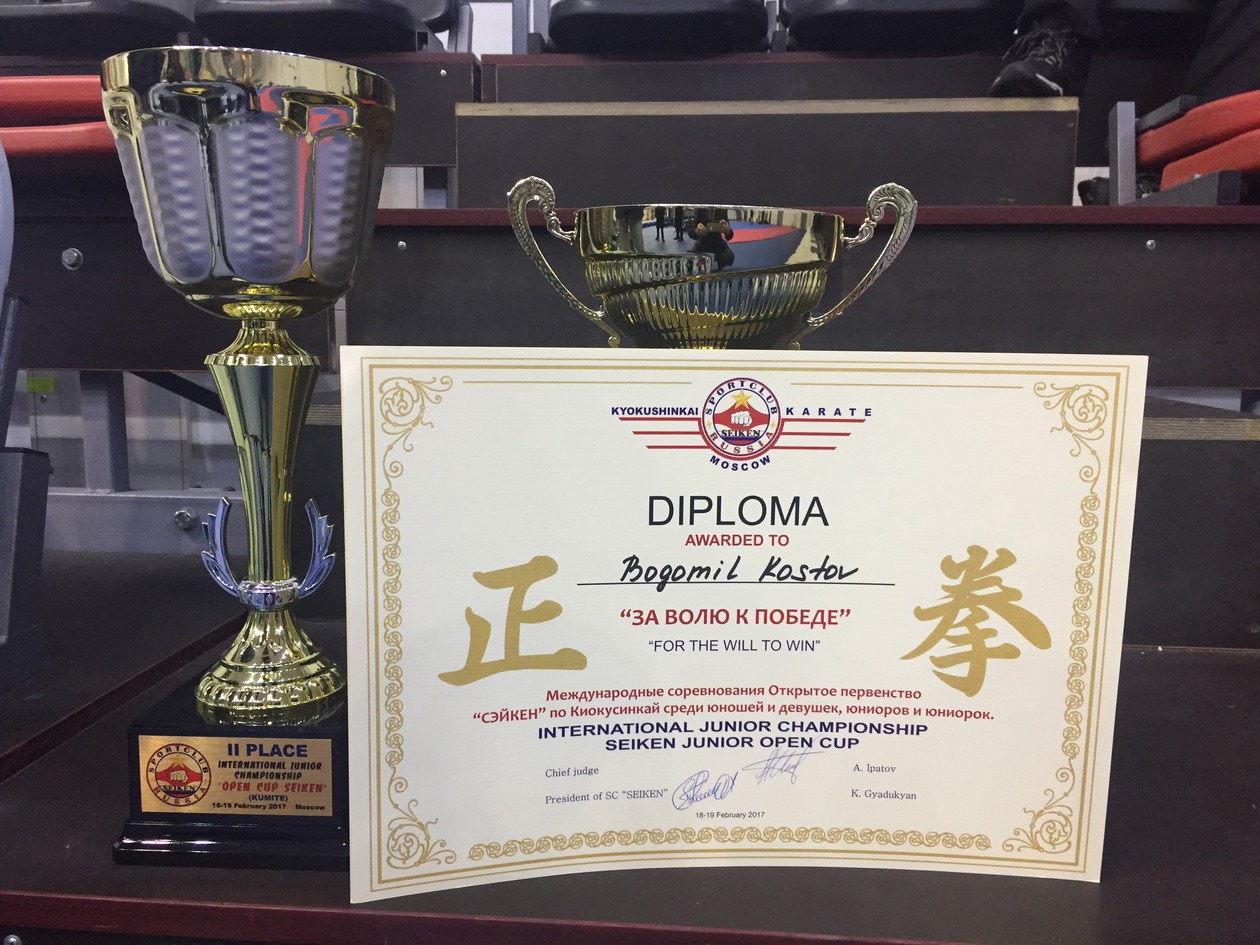 KYOKUSHINKAI KARATE
SPORTCLUB
SEIKEN
RUSSIA
MOSCOW
DIPLOMA
AWARDED TO
Bogomil Kostov
正 拳
“ЗА ВОЛЮ К ПОБЕДЕ”
“FOR THE WILL TO WIN”
Международные соревнования Открытое первенство
“СЭЙКЕН” по Киокусинкай среди юношей и девушек, юниоров и юниорок.
INTERNATIONAL JUNIOR CHAMPIONSHIP
SEIKEN JUNIOR OPEN CUP
Chief judge A. Ipatov
President of SC “SEIKEN” K. Gyadukyan
18-19 February 2017
SPORTCLUB
SEIKEN
RUSSIA
II PLACE
INTERNATIONAL JUNIOR
CHAMPIONSHIP
"OPEN CUP SEIKEN"
(KUMITE)
18-19 February 2017 Moscow